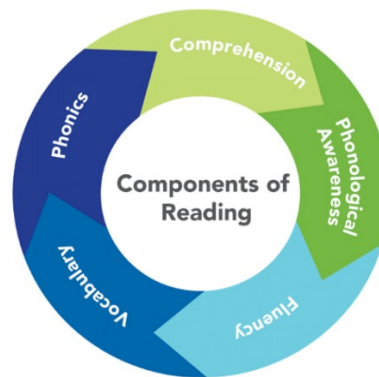 Comprehension
Phonological
Awareness
Fluency
Vocabulary
Phonics
Components of
Reading